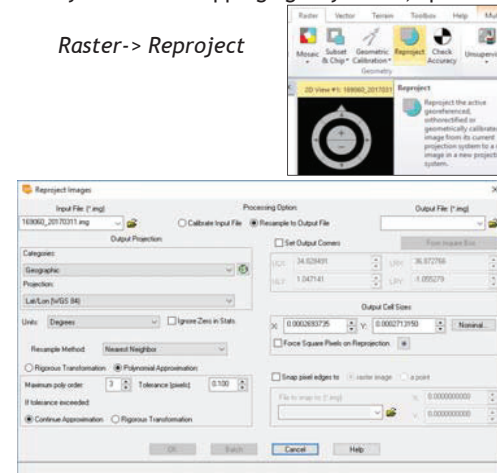 Raster-> Reproject
Raster Vector Terrain Toolbox Help
Mosaic Subset & Chip Geometric Calibration Reproject Check Accuracy
Geometry
2D View #1: 169060_2017031
Reproject
Reproject the active
georeferenced,
orthorectified or
geometrically calibrated
image from its current
projection system to a
image in a new projection
system.
Reproject Images
Input File: (*.img) Processing Option: Output File: (*.img)
169060_20170311.img Calibrate Input File Resample to Output File
Output Projection: Set Output Corners From Inquire Box
Categories:
Geographic ULX: 34.828491 LRX: 36.872768
Projection: ULY: 1.047141 LRY: -1.055279
Lat/Lon (WGS 84) Output Cell Sizes
Units: Degrees Ignore Zero in Stats X: 0.0002693735 Y: 0.0002713150 Nominal...
Resample Method: Nearest Neighbor Force Square Pixels on Reprojection
Rigorous Transformation Polynomial Approximation
Maximum poly order: 3 Tolerance (pixels): 0.100 Snap pixel edges to raster image a point
If tolerance exceeded: File to snap to: (*.img) X: 0.0000000000
Continue Approximation Rigorous Transformation Y: 0.0000000000
OK Batch Cancel Help